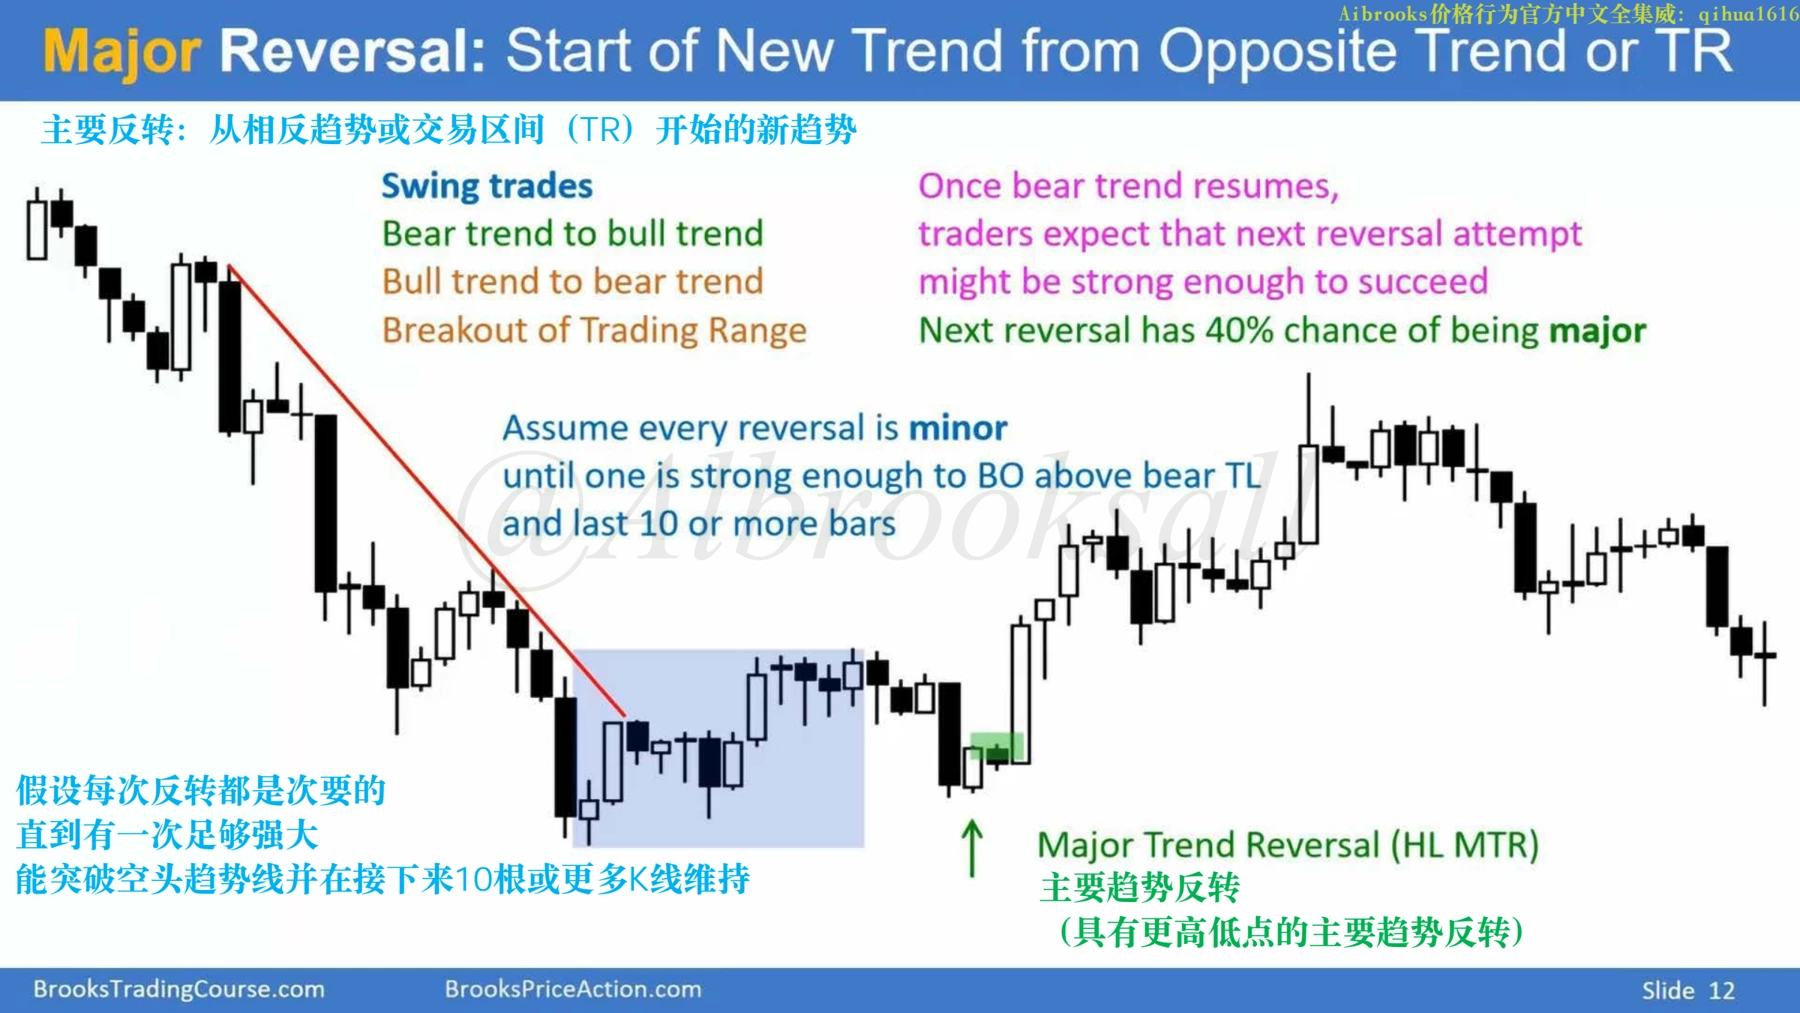 Aibrooks价格行为官方中文全集威：qihua1616
Major Reversal: Start of New Trend from Opposite Trend or TR
主要反转：从相反趋势或交易区间（TR）开始的新趋势
Swing trades
Bear trend to bull trend
Bull trend to bear trend
Breakout of Trading Range
Once bear trend resumes,
traders expect that next reversal attempt
might be strong enough to succeed
Next reversal has 40% chance of being major
Assume every reversal is minor
until one is strong enough to BO above bear TL
and last 10 or more bars
@Albrooksall
假设每次反转都是次要的
直到有一次足够强大
能突破空头趋势线并在接下来10根或更多K线维持
Major Trend Reversal (HL MTR)
主要趋势反转
（具有更高低点的主要趋势反转）
BrooksTradingCourse.com
BrooksPriceAction.com
Slide 12